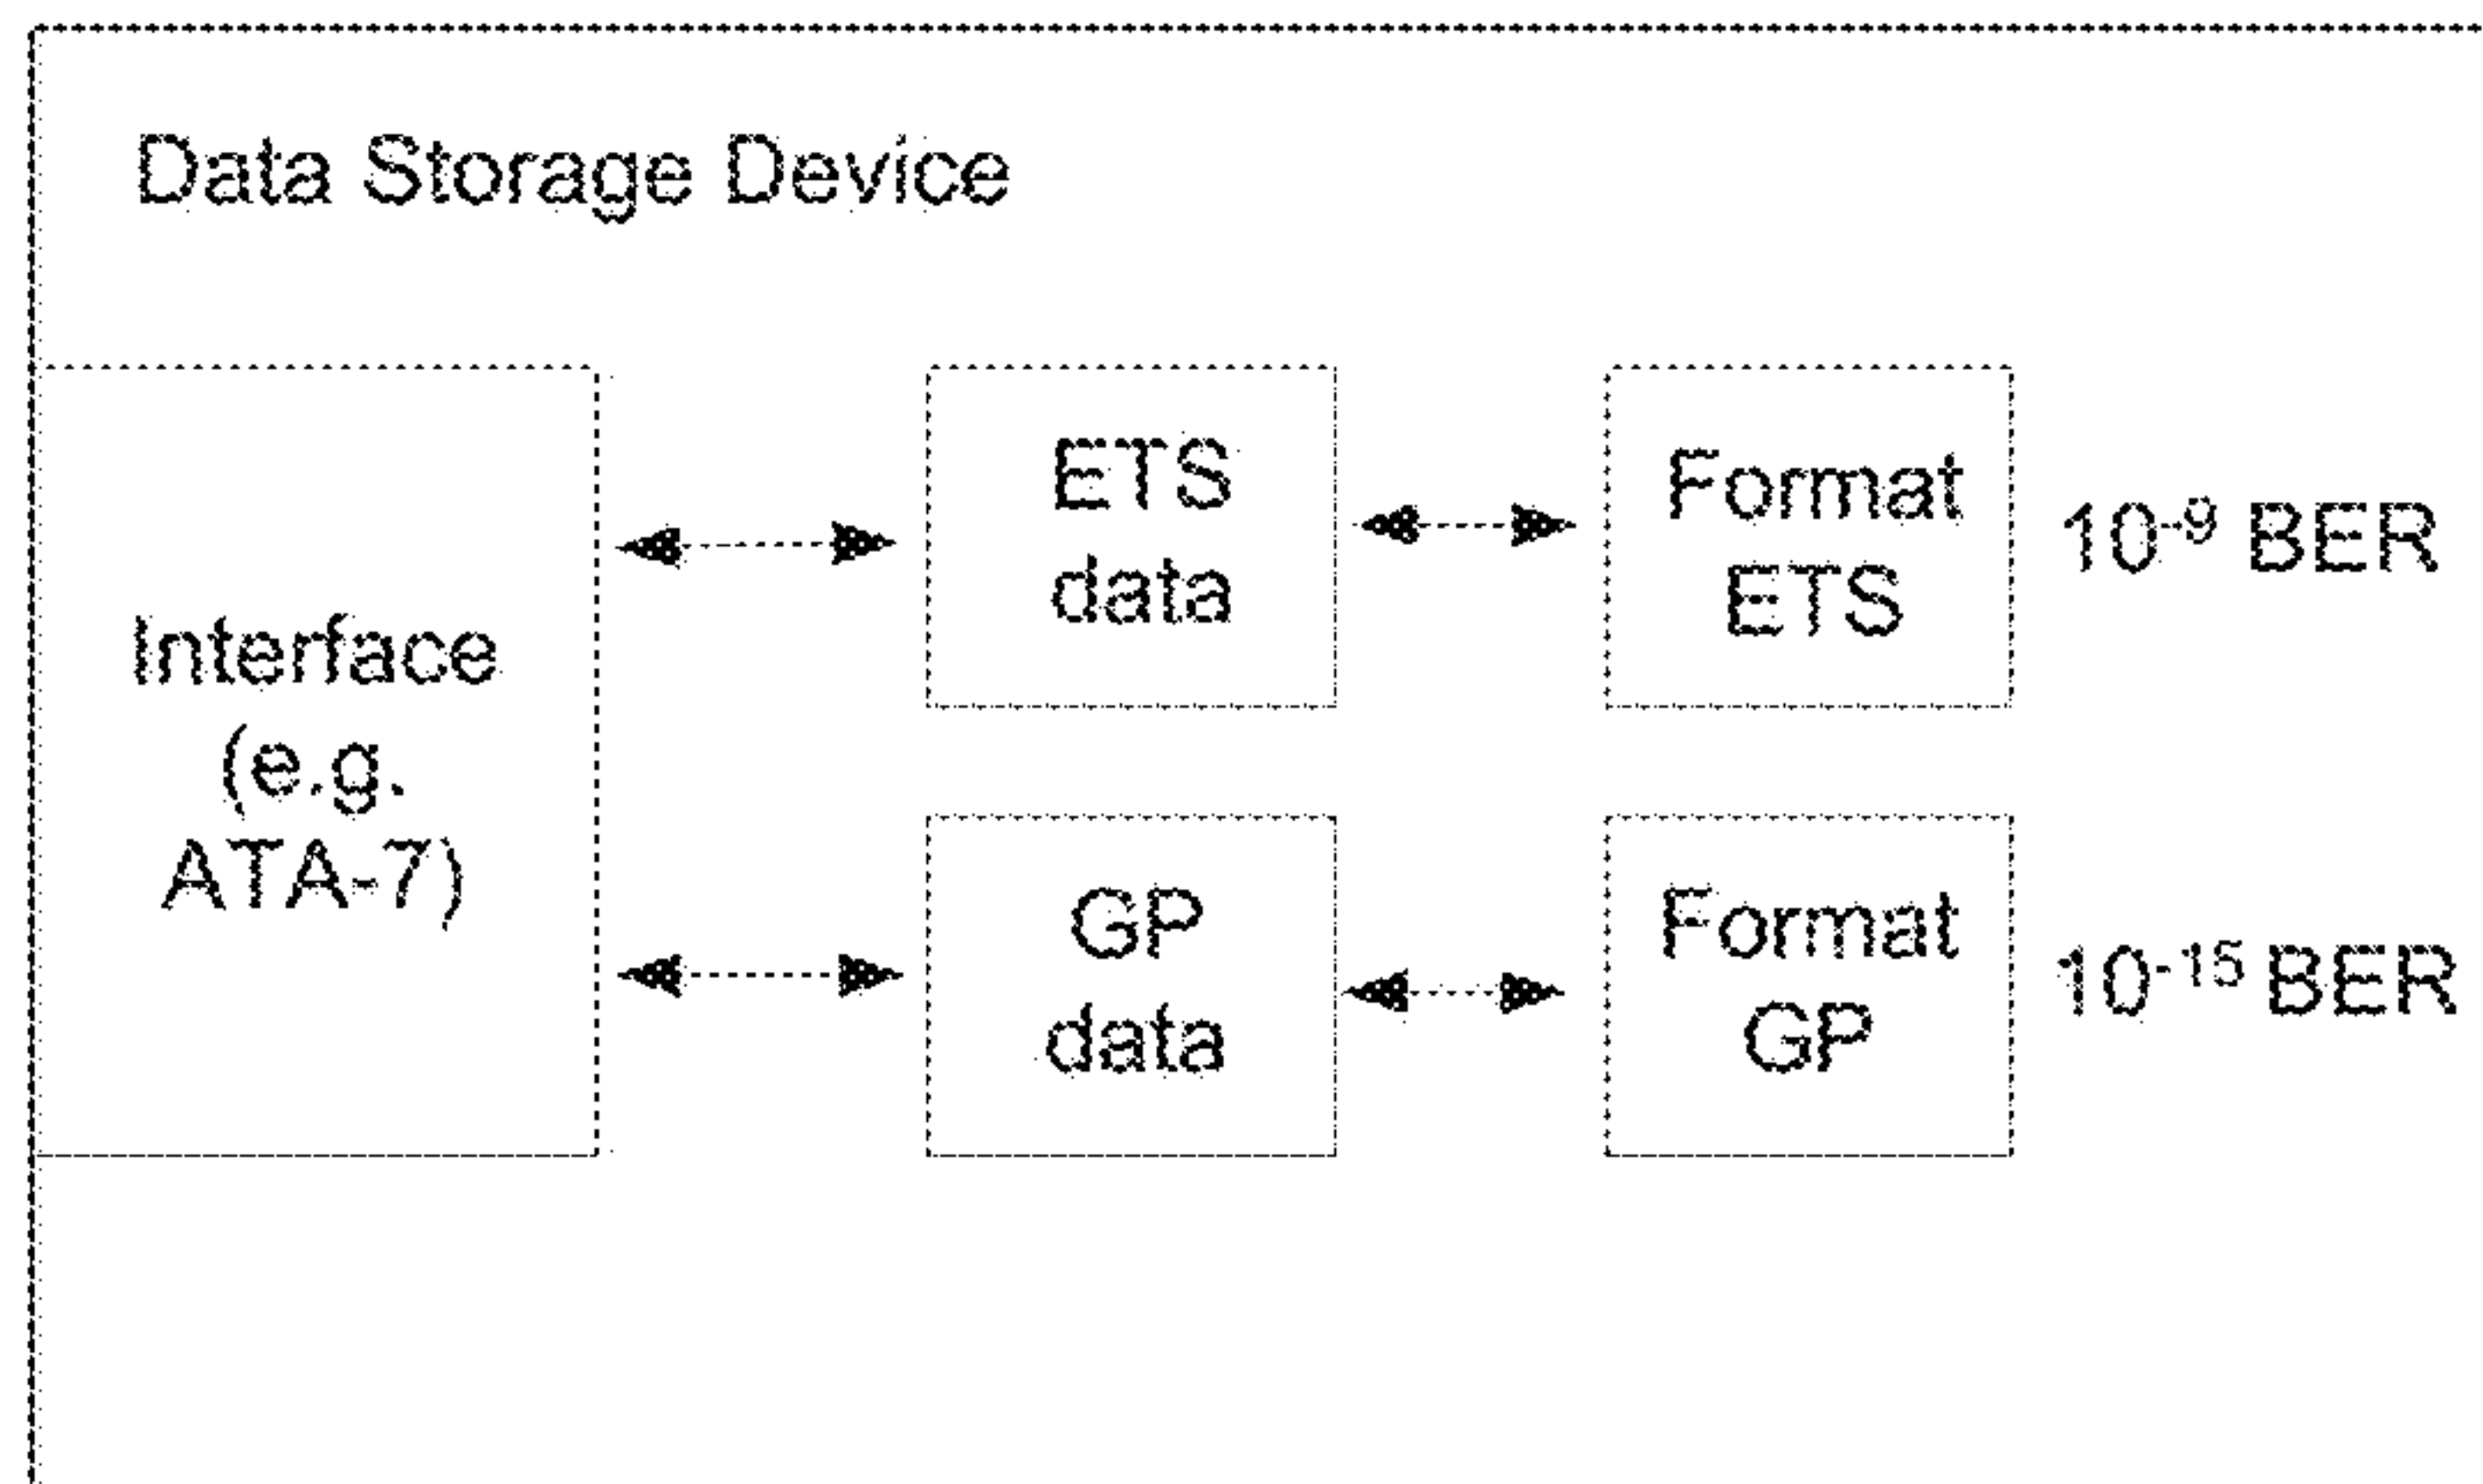 Data Storage Device
Interface
(e.g.
ATA-7)
ETS
data
Format
ETS
10⁻⁹ BER
GP
data
Format
GP
10⁻¹⁵ BER